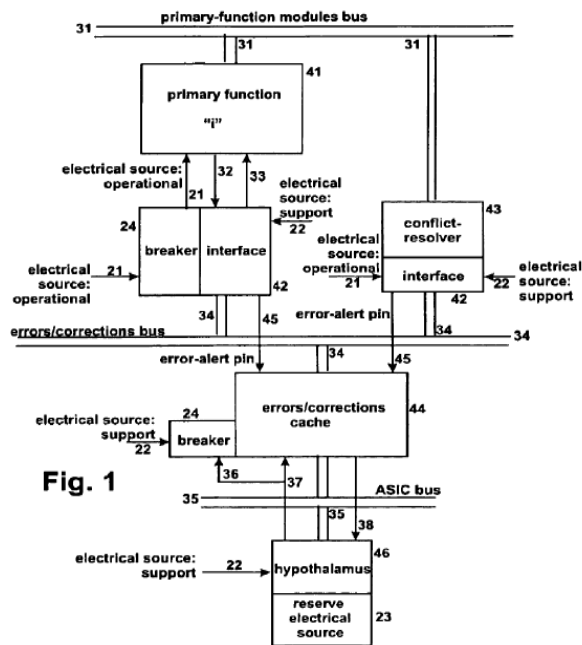 primary-function modules bus
31
31
31
41
primary function
"i"
electrical source:
operational
32
33
21
electrical
source:
support
22
24
breaker
interface
43
conflict-
resolver
electrical
source:
operational
21
interface
22
electrical
source:
support
42
21
electrical
source:
operational
42
34
45
error-alert pin
34
errors/corrections bus
34
error-alert pin
34
45
24
errors/corrections
cache
44
electrical source:
support
22
breaker
Fig. 1
36
37
ASIC bus
35
35
38
46
electrical source:
support
22
hypothalamus
reserve
electrical
source
23